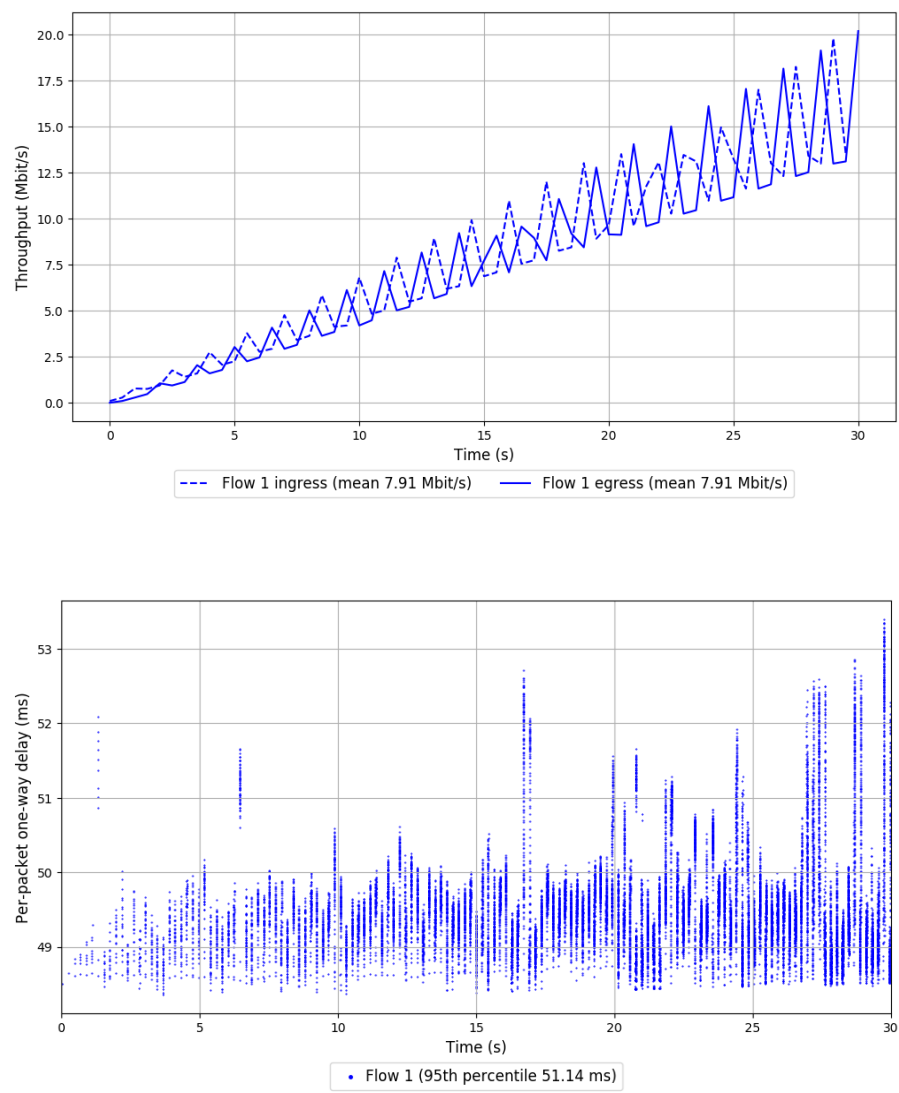 20.0
17.5
15.0
12.5
10.0
7.5
5.0
2.5
0.0
Throughput (Mbit/s)
0 5 10 15 20 25 30
Time (s)
Flow 1 ingress (mean 7.91 Mbit/s) Flow 1 egress (mean 7.91 Mbit/s)
53
52
51
50
49
Per-packet one-way delay (ms)
0 5 10 15 20 25 30
Time (s)
Flow 1 (95th percentile 51.14 ms)